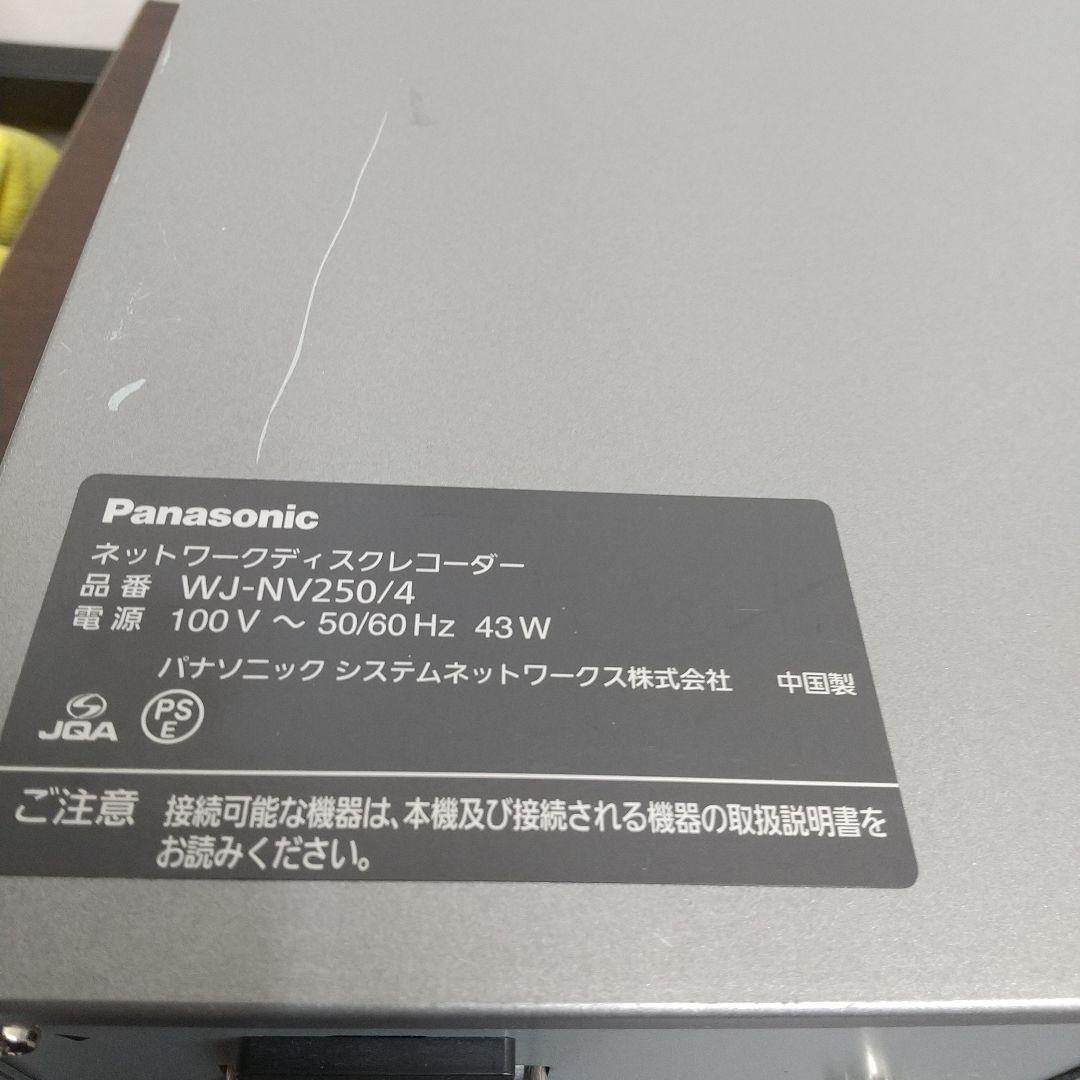 Panasonic
ネットワークディスクレコーダー
品番 WJ-NV250/4
電源 100V ～ 50/60Hz 43W
パナソニック システムネットワークス株式会社 中国製
JQA PSE
ご注意 接続可能な機器は、本機及び接続される機器の取扱説明書を
お読みください。